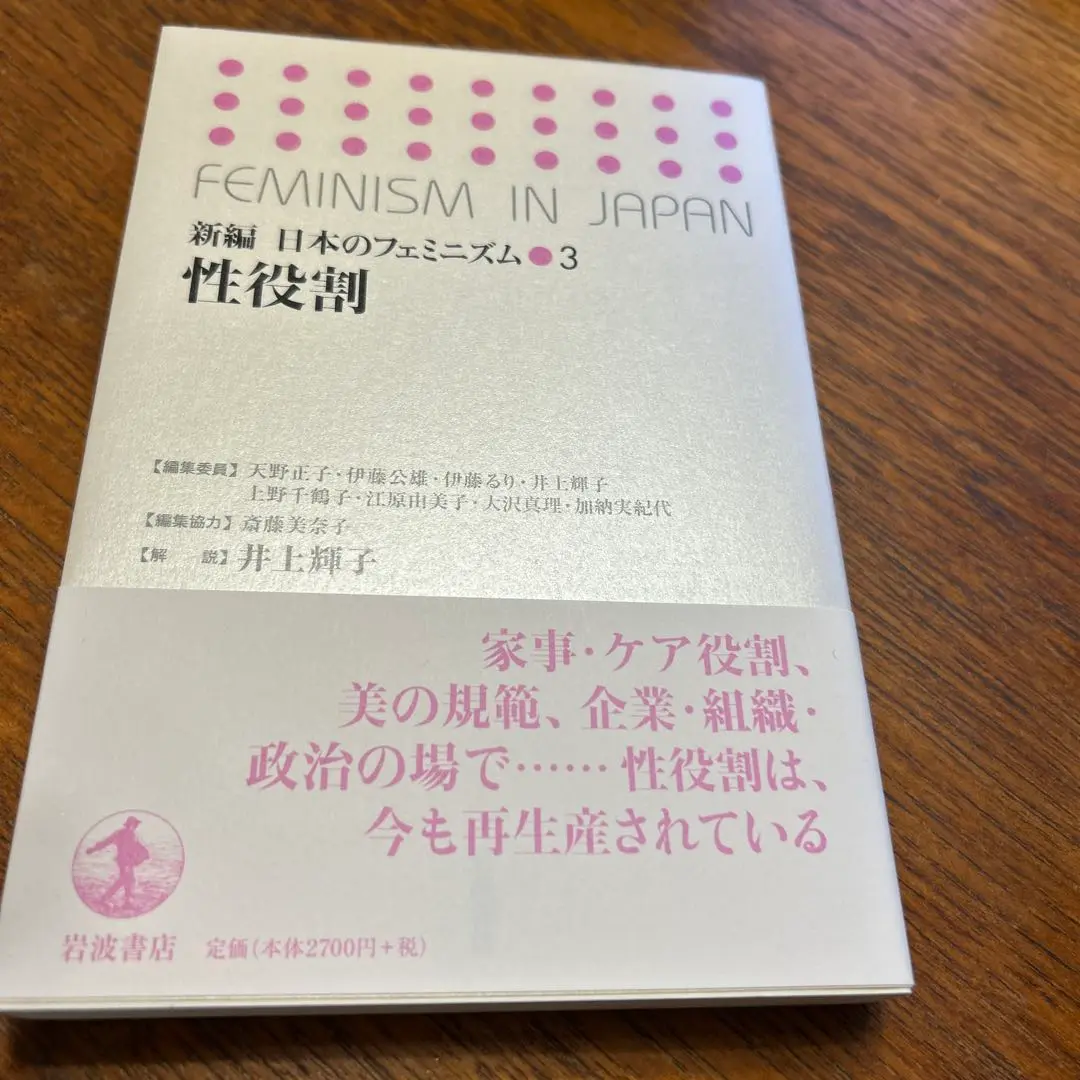 FEMINISM IN JAPAN
新編 日本のフェミニズム●3
性役割
【編集委員】天野正子・伊藤公雄・伊藤るり・井上輝子
上野千鶴子・江原由美子・大沢真理・加納実紀代
【編集協力】斎藤美奈子
【解 説】井上輝子
家事・ケア役割、
美の規範、企業・組織・
政治の場で……性役割は、
今も再生産されている
岩波書店 定価(本体2700円+税)